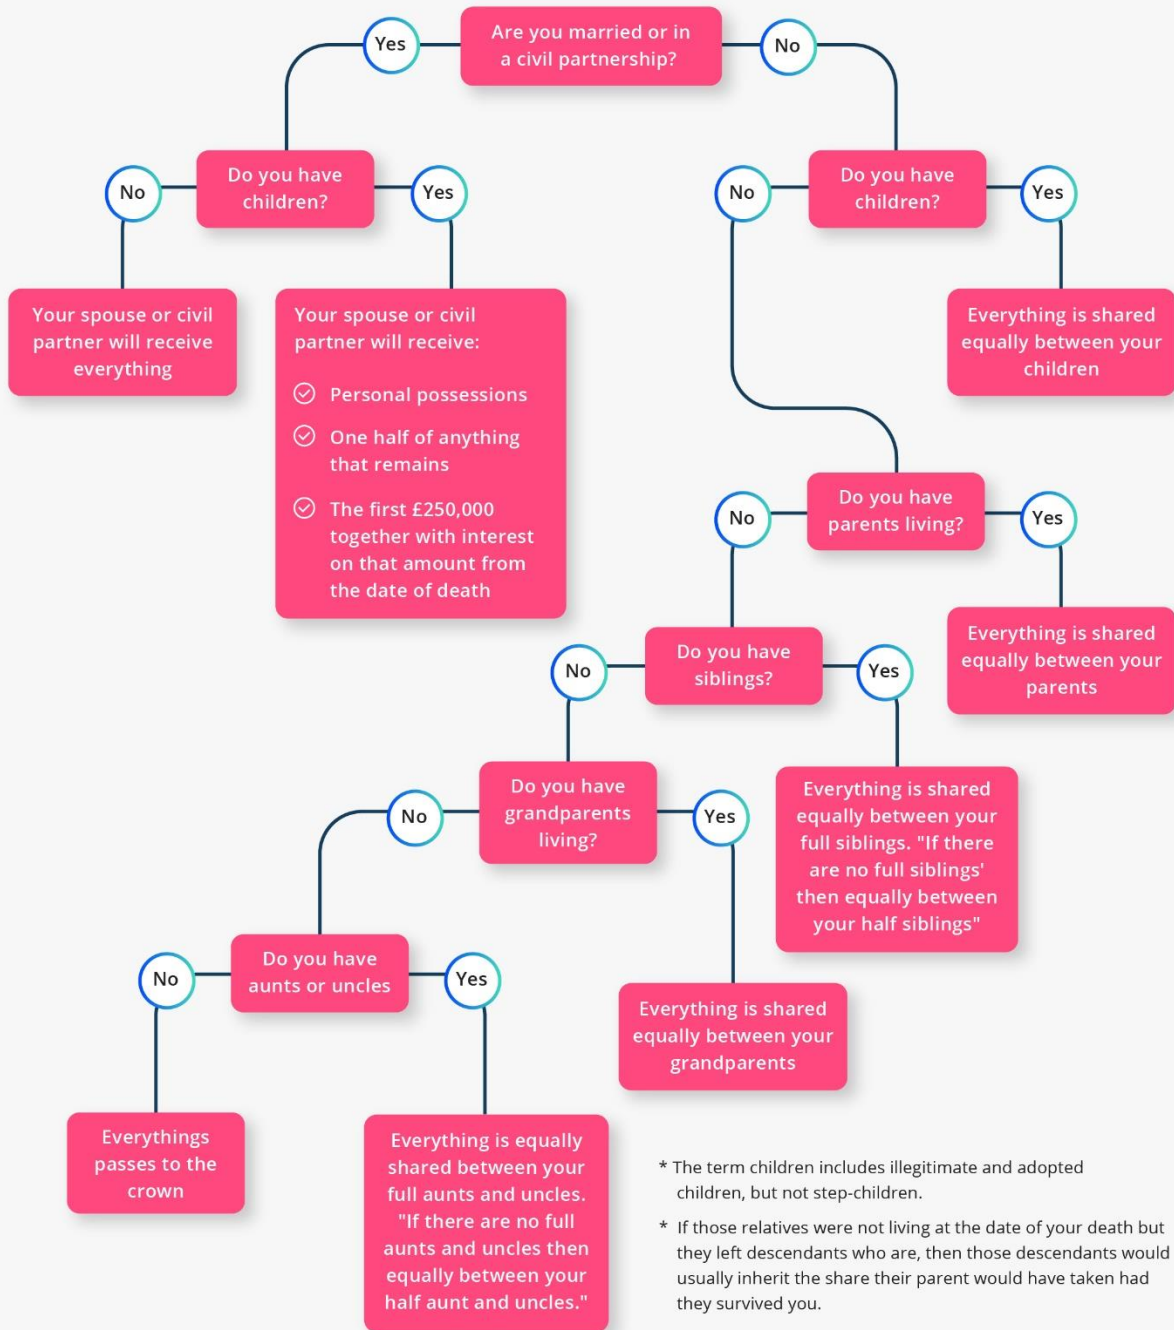 Are you married or in
a civil partnership?
Yes
No
Do you have
children?
No
Yes
Do you have
children?
No
Yes
Your spouse or civil
partner will receive
everything
Your spouse or civil
partner will receive:
Personal possessions
One half of anything
that remains
The first £250,000
together with interest
on that amount from
the date of death
Everything is shared
equally between your
children
Do you have
parents living?
No
Yes
Everything is shared
equally between your
parents
Do you have
siblings?
No
Yes
Everything is shared
equally between your
full siblings. "If there
are no full siblings'
then equally between
your half siblings"
Do you have
grandparents
living?
No
Yes
Everything is shared
equally between your
grandparents
Do you have
aunts or uncles
No
Yes
Everythings
passes to the
crown
Everything is equally
shared between your
full aunts and uncles.
"If there are no full
aunts and uncles then
equally between your
half aunt and uncles."
* The term children includes illegitimate and adopted
children, but not step-children.
* If those relatives were not living at the date of your death but
they left descendants who are, then those descendants would
usually inherit the share their parent would have taken had
they survived you.